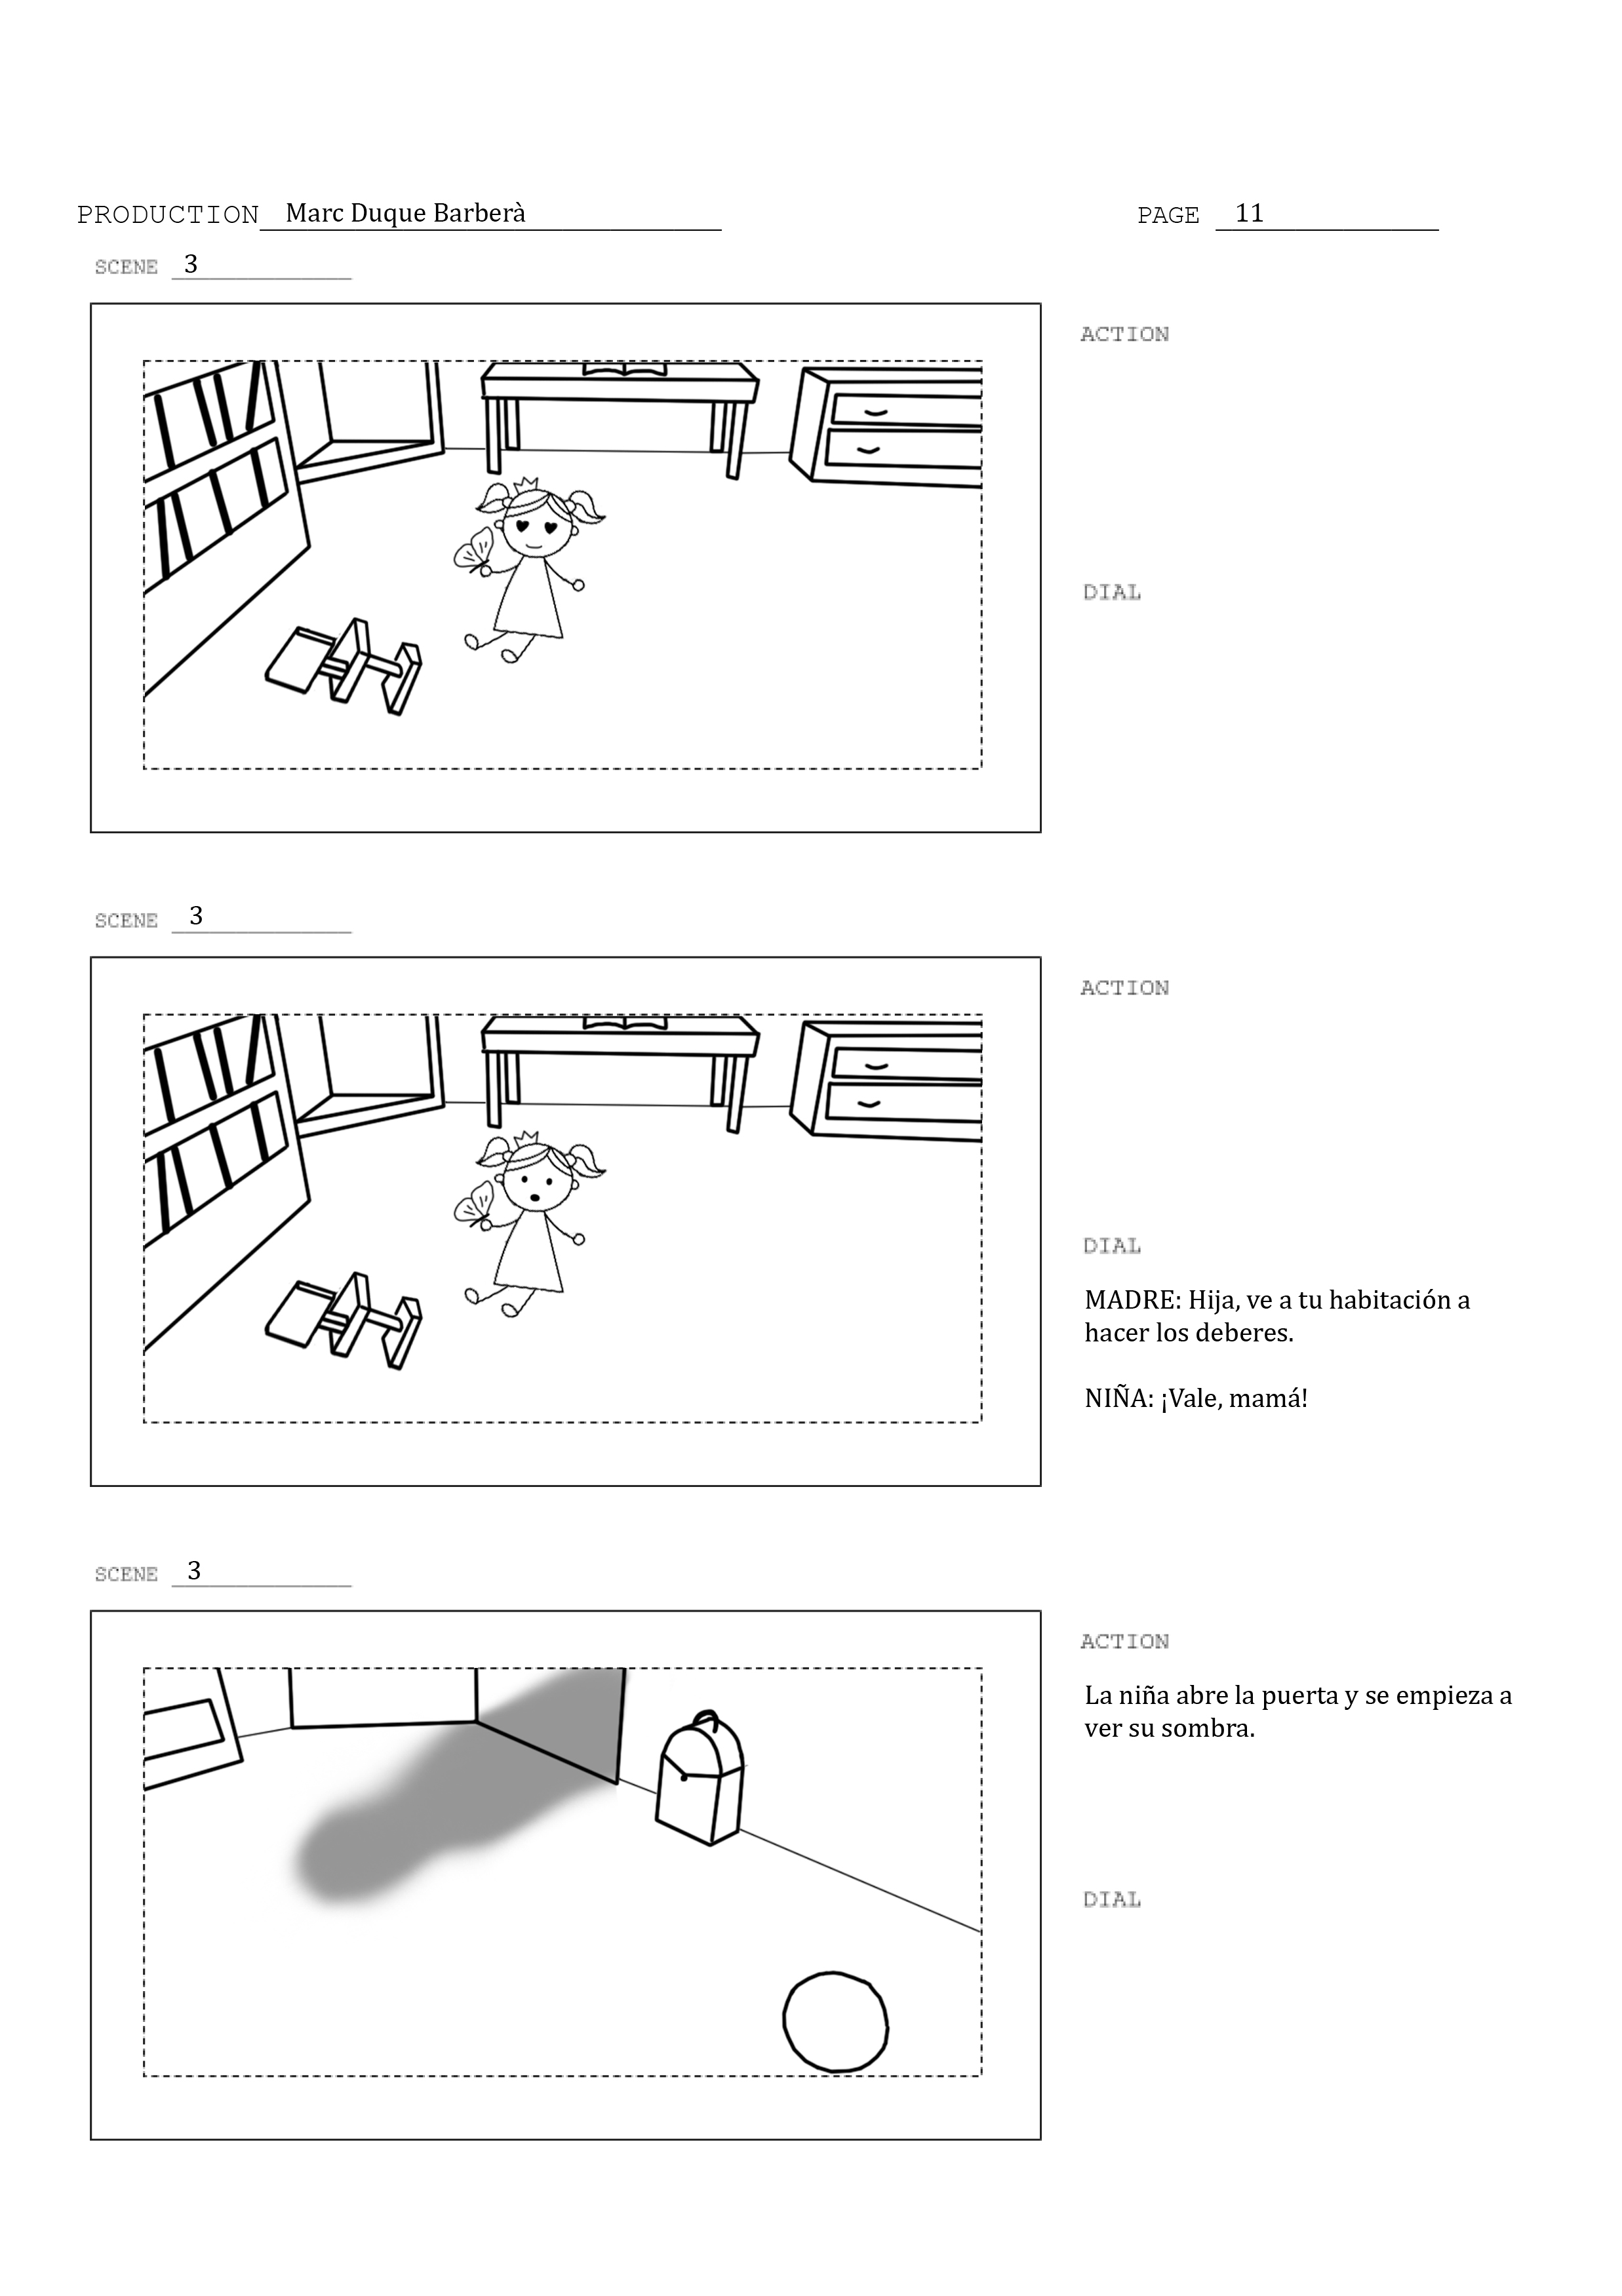 PRODUCTION Marc Duque Barberà
PAGE 11
SCENE 3
ACTION
DIAL
SCENE 3
ACTION
DIAL
MADRE: Hija, ve a tu habitación a
hacer los deberes.
NIÑA: ¡Vale, mamá!
SCENE 3
ACTION
La niña abre la puerta y se empieza a
ver su sombra.
DIAL